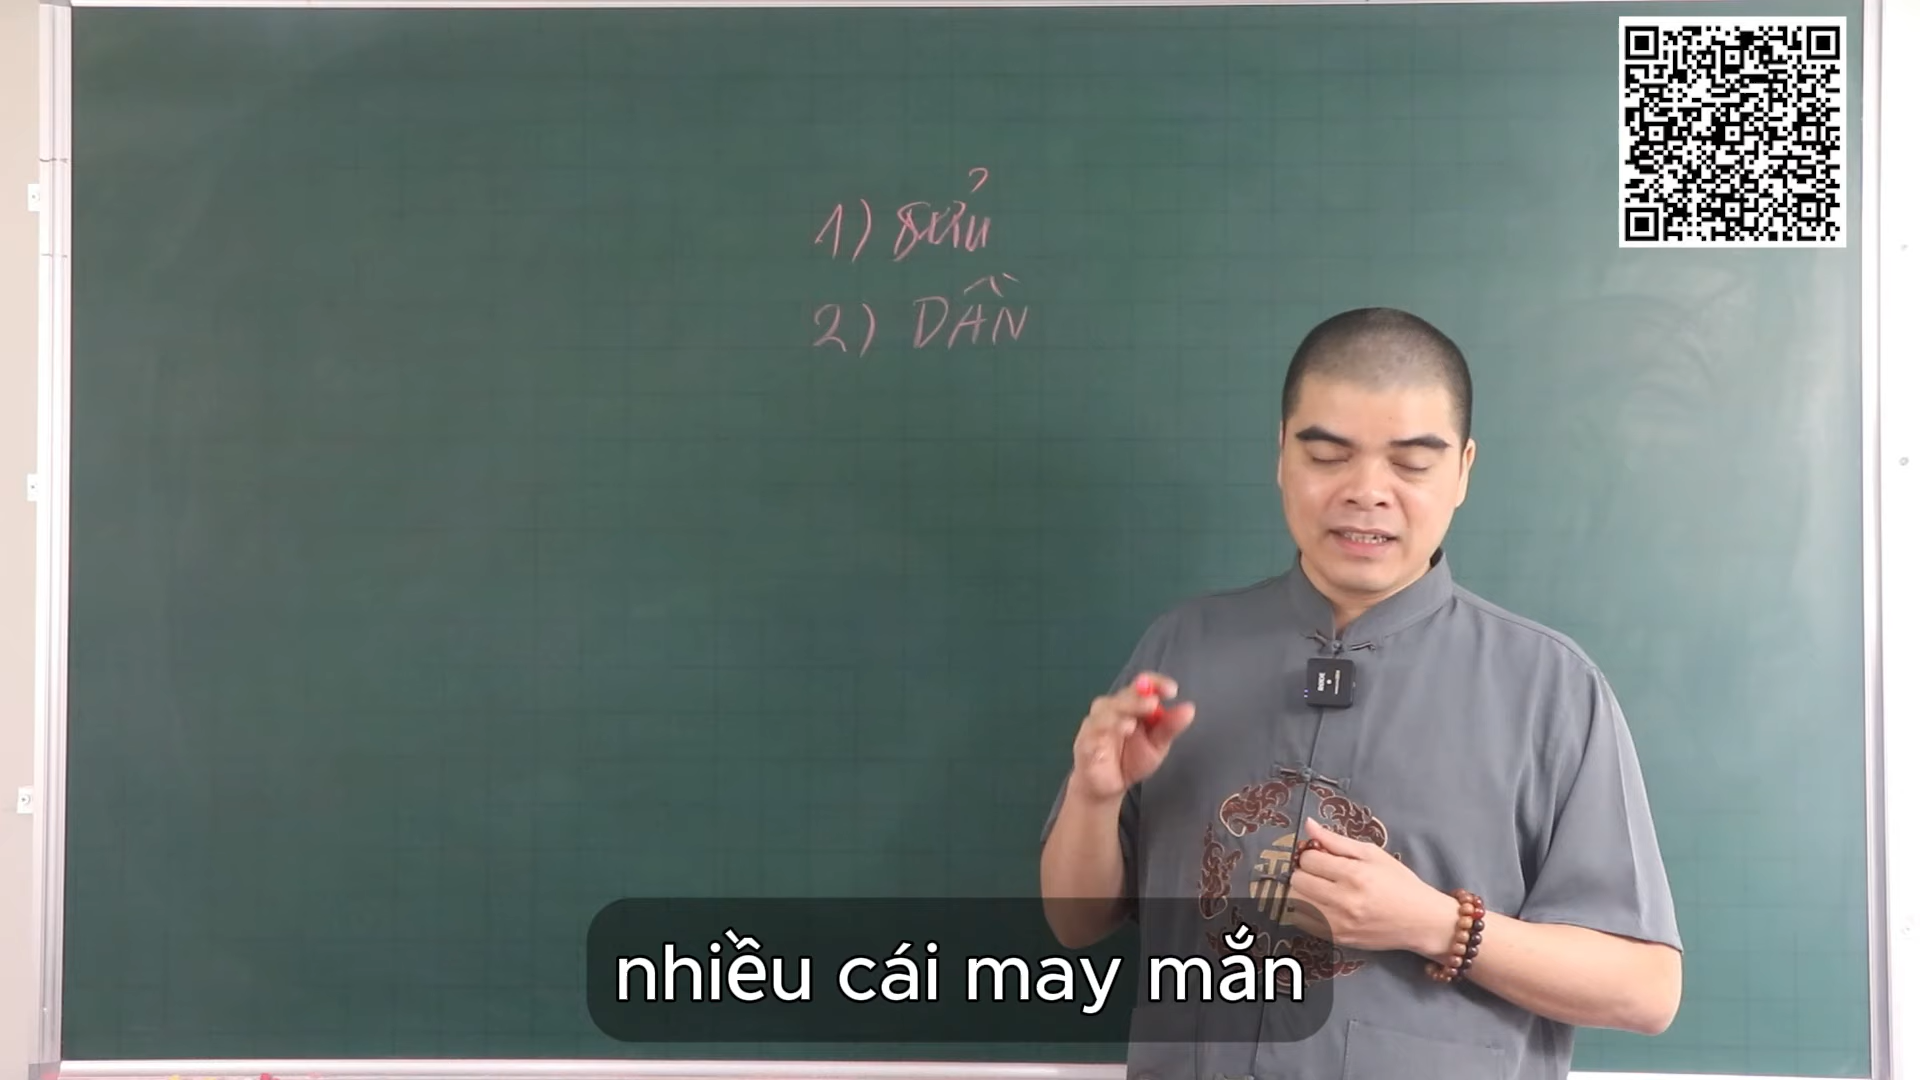 1) SỬU
2) DẦN
nhiều cái may mắn